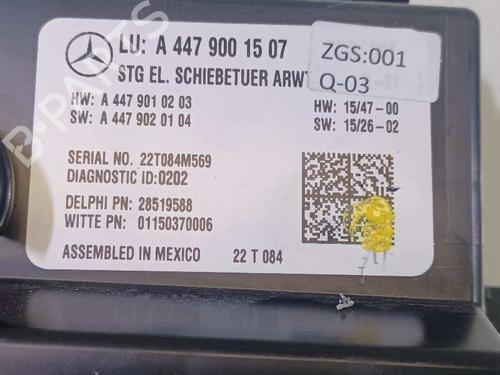 LU: A 447 900 15 07
STG EL. SCHIEBETUER ARWT
ZGS:001
Q-03
HW: A 447 901 02 03
HW: 15/47-00
SW: A 447 902 01 04
SW: 15/26-02
SERIAL NO. 22T084M569
DIAGNOSTIC ID:0202
DELPHI PN: 28519588
WITTE PN: 01150370006
ASSEMBLED IN MEXICO
22 T 084
B-PARTS